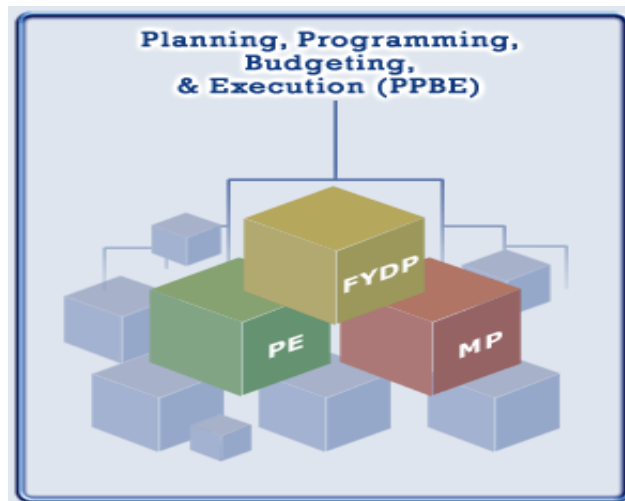 Planning, Programming,
Budgeting,
& Execution (PPBE)
FYDP
PE
MP